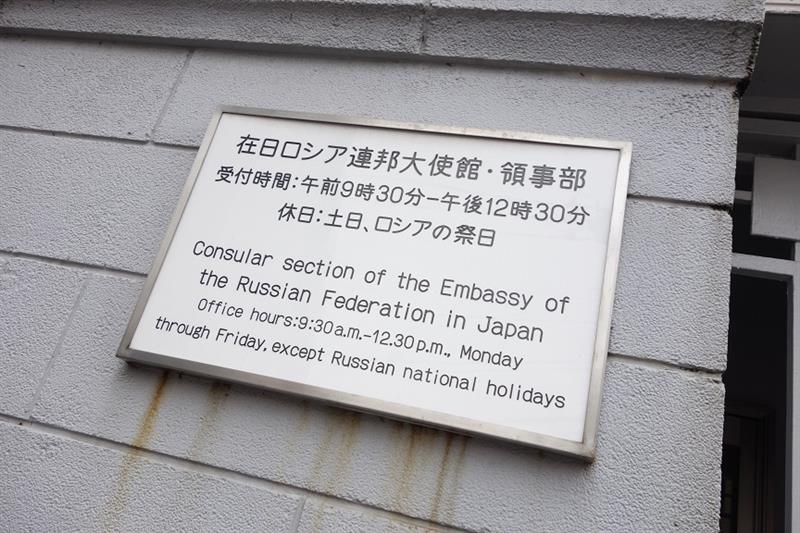 在日ロシア連邦大使館・領事部
受付時間:午前9時30分−午後12時30分
休日:土日、ロシアの祭日
Consular section of the Embassy of
the Russian Federation in Japan
Office hours:9:30a.m.−12.30p.m., Monday
through Friday, except Russian national holidays